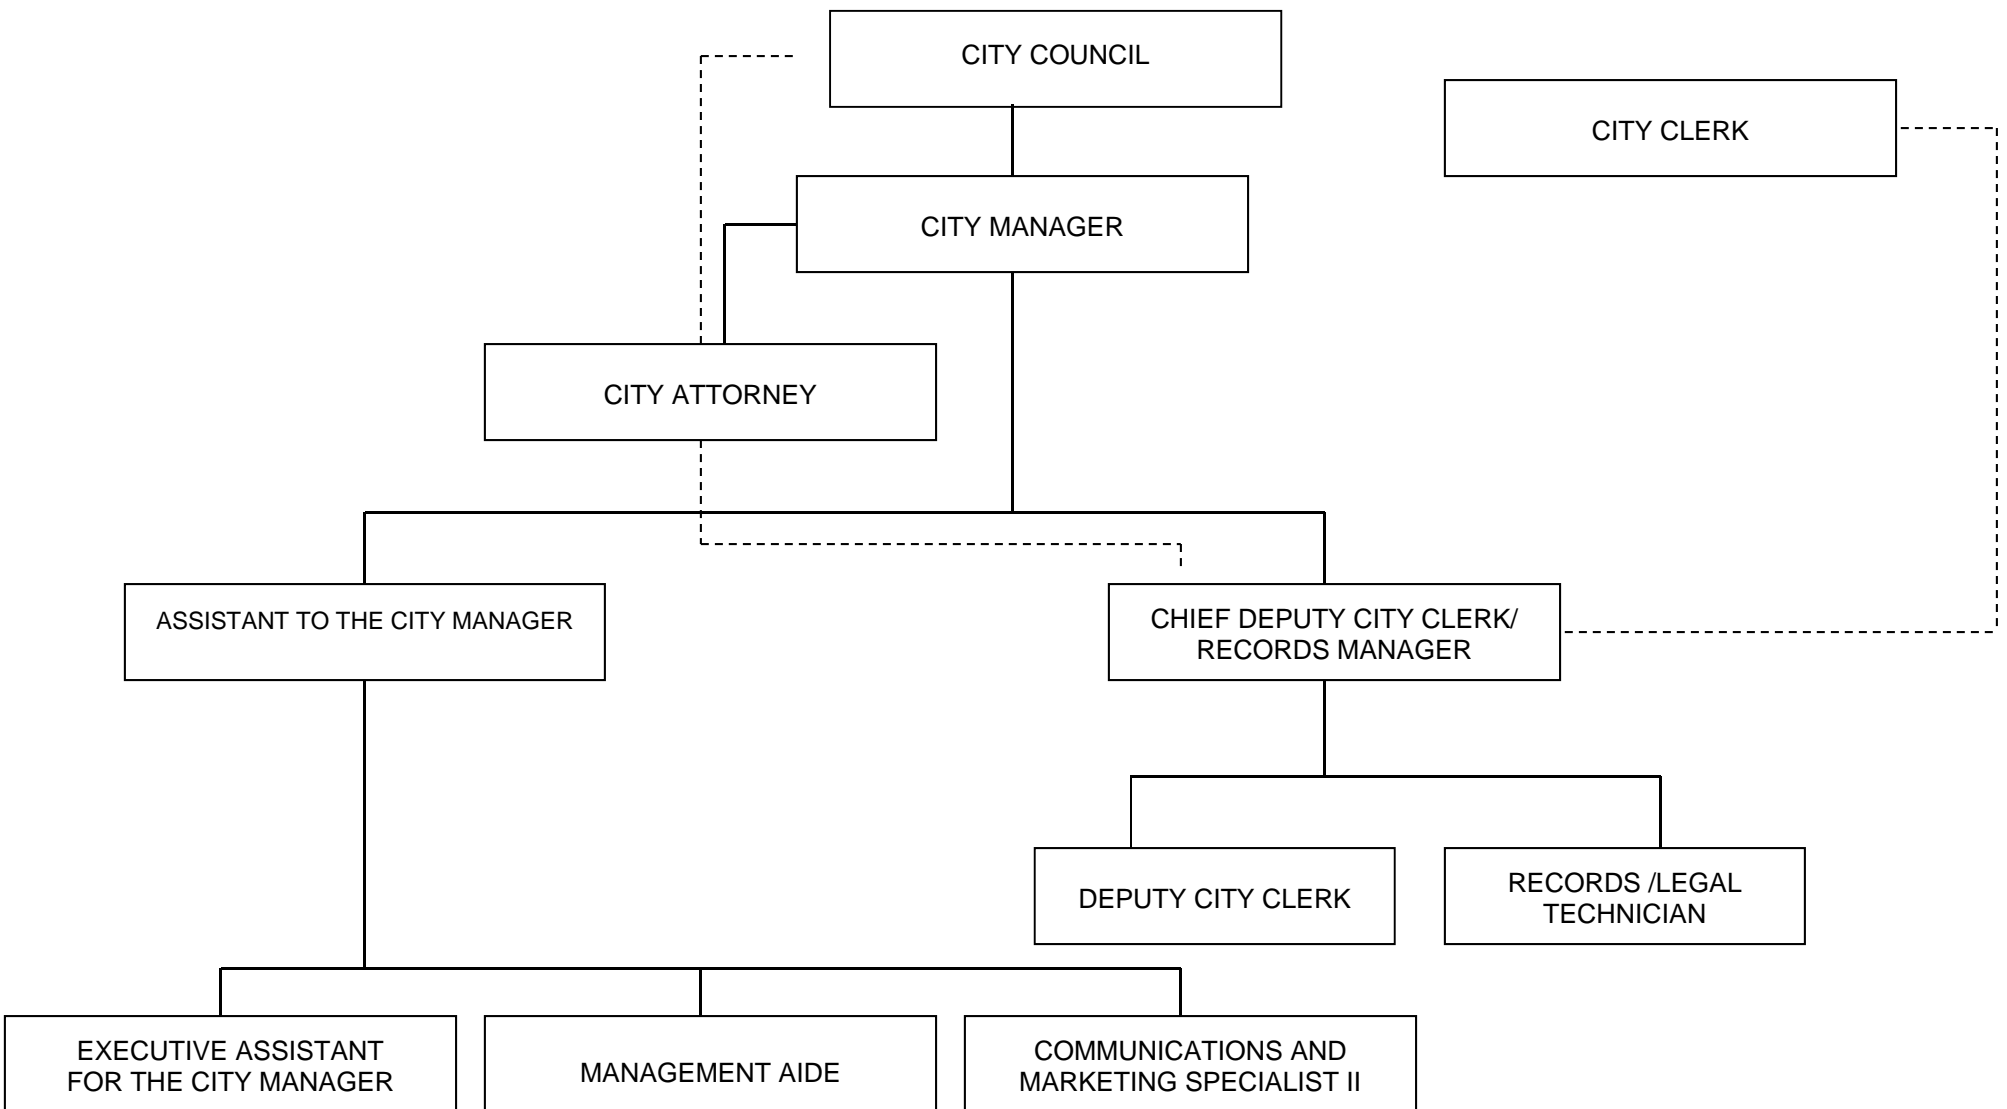 CITY COUNCIL
CITY CLERK
CITY MANAGER
CITY ATTORNEY
ASSISTANT TO THE CITY MANAGER
CHIEF DEPUTY CITY CLERK/
RECORDS MANAGER
DEPUTY CITY CLERK
RECORDS /LEGAL
TECHNICIAN
EXECUTIVE ASSISTANT
FOR THE CITY MANAGER
MANAGEMENT AIDE
COMMUNICATIONS AND
MARKETING SPECIALIST II